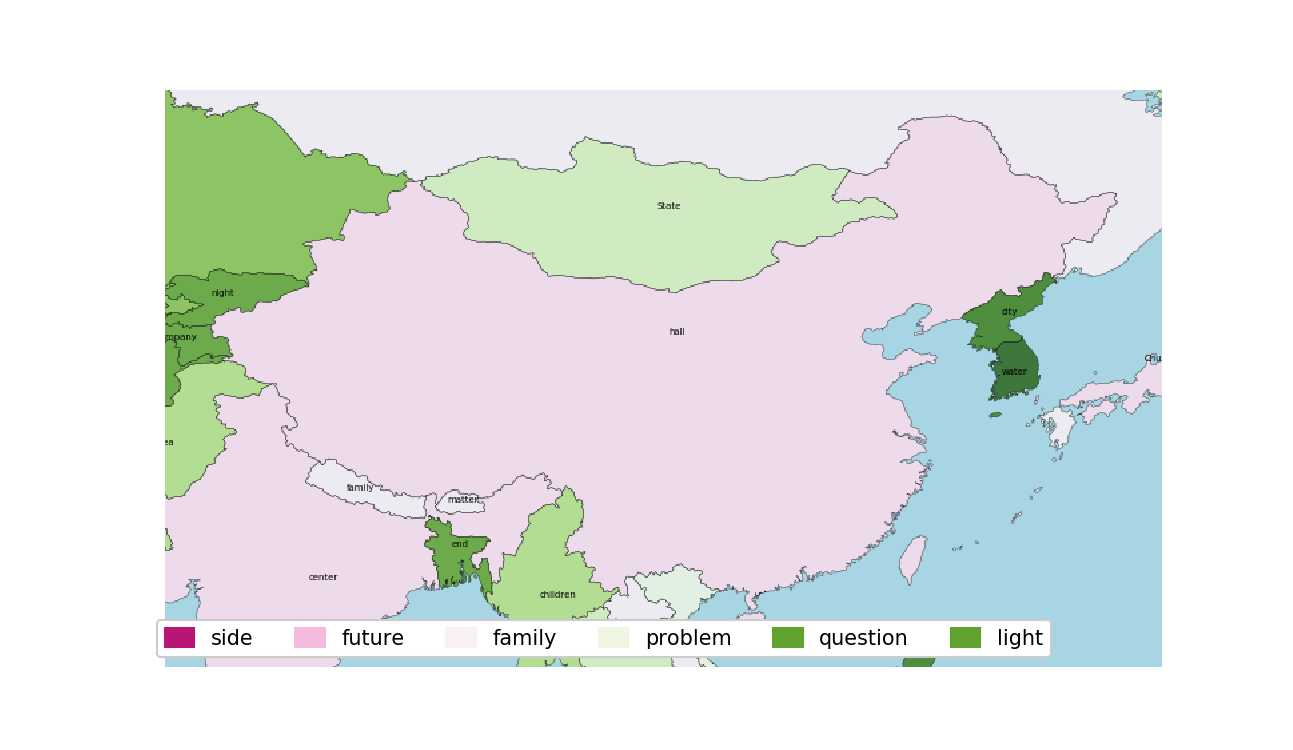 State
night
hall
city
mpany
Chu
water
ea
family
matter
end
center
children
side future family problem question light